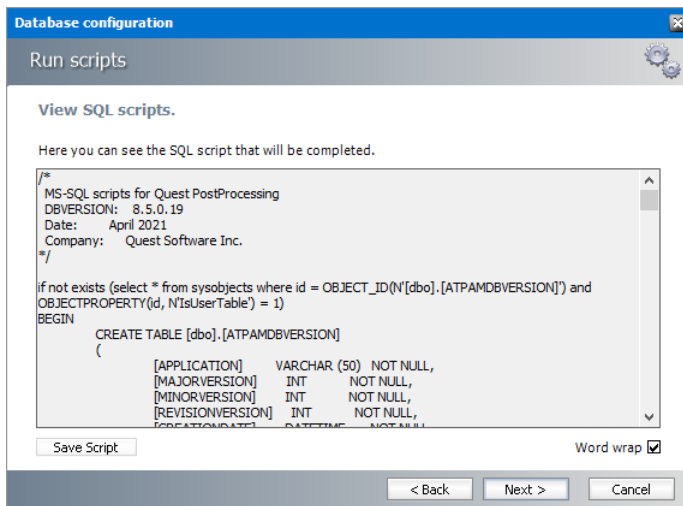 Database configuration
Run scripts
View SQL scripts.
Here you can see the SQL script that will be completed.
/*
MS-SQL scripts for Quest PostProcessing
DBVERSION: 8.5.0.19
Date: April 2021
Company: Quest Software Inc.
*/
if not exists (select * from sysobjects where id = OBJECT_ID(N'[dbo].[ATPAMDBVERSION]') and
OBJECTPROPERTY(id, N'IsUserTable') = 1)
BEGIN
CREATE TABLE [dbo].[ATPAMDBVERSION]
(
[APPLICATION] VARCHAR (50) NOT NULL,
[MAJORVERSION] INT NOT NULL,
[MINORVERSION] INT NOT NULL,
[REVISIONVERSION] INT NOT NULL,
[CREATIONDATE] DATETIME NOT NULL
Save Script
Word wrap
< Back
Next >
Cancel